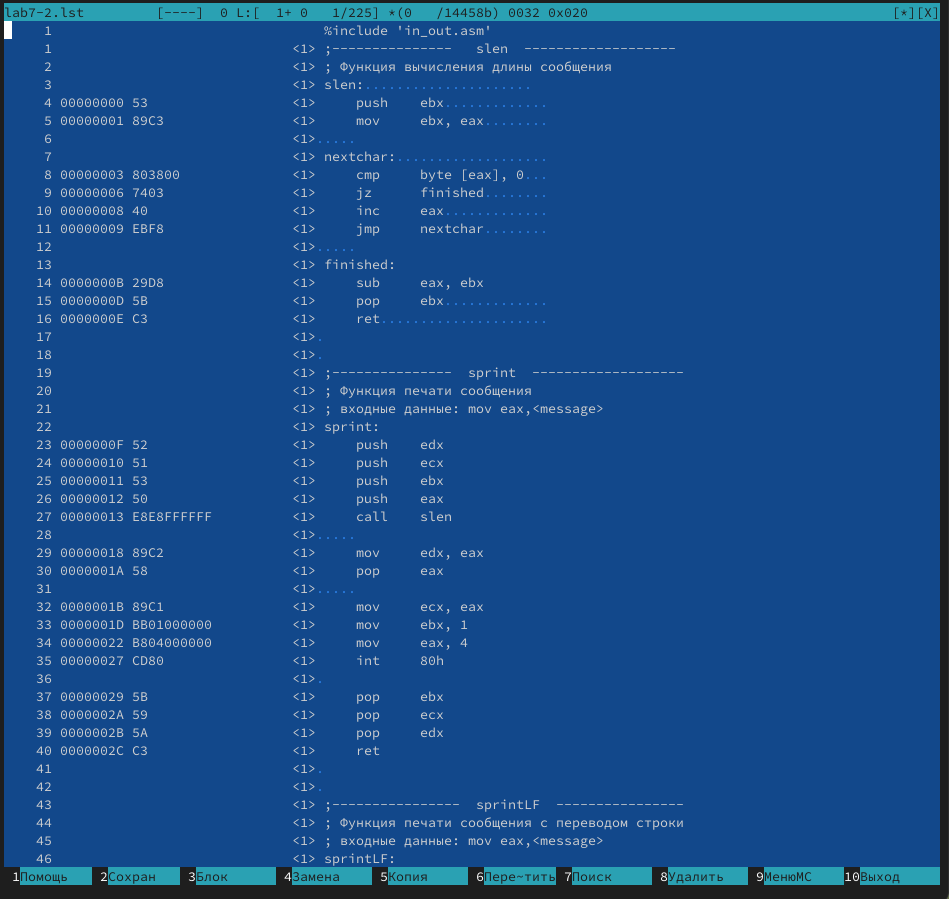 lab7-2.lst [----] 0 L:[ 1+ 0 1/225] *(0 /14458b) 0032 0x020 [*][X]
1 %include 'in_out.asm'
1 <1> ;--------------- slen -------------------
2 <1> ; Функция вычисления длины сообщения
3 <1> slen:.....................
4 00000000 53 <1> push ebx.............
5 00000001 89C3 <1> mov ebx, eax........
6 <1>.....
7 <1> nextchar:...................
8 00000003 803800 <1> cmp byte [eax], 0...
9 00000006 7403 <1> jz finished........
10 00000008 40 <1> inc eax.............
11 00000009 EBF8 <1> jmp nextchar........
12 <1>.....
13 <1> finished:
14 0000000B 29D8 <1> sub eax, ebx
15 0000000D 5B <1> pop ebx.............
16 0000000E C3 <1> ret.....................
17 <1>.
18 <1>.
19 <1> ;--------------- sprint -------------------
20 <1> ; Функция печати сообщения
21 <1> ; входные данные: mov eax,<message>
22 <1> sprint:
23 0000000F 52 <1> push edx
24 00000010 51 <1> push ecx
25 00000011 53 <1> push ebx
26 00000012 50 <1> push eax
27 00000013 E8E8FFFFFF <1> call slen
28 <1>.....
29 00000018 89C2 <1> mov edx, eax
30 0000001A 58 <1> pop eax
31 <1>.....
32 0000001B 89C1 <1> mov ecx, eax
33 0000001D BB01000000 <1> mov ebx, 1
34 00000022 B804000000 <1> mov eax, 4
35 00000027 CD80 <1> int 80h
36 <1>.
37 00000029 5B <1> pop ebx
38 0000002A 59 <1> pop ecx
39 0000002B 5A <1> pop edx
40 0000002C C3 <1> ret
41 <1>.
42 <1>.
43 <1> ;---------------- sprintLF ----------------
44 <1> ; Функция печати сообщения с переводом строки
45 <1> ; входные данные: mov eax,<message>
46 <1> sprintLF:
1Помощь 2Сохран 3Блок 4Замена 5Копия 6Пере~тить 7Поиск 8Удалить 9МенюMC 10Выход